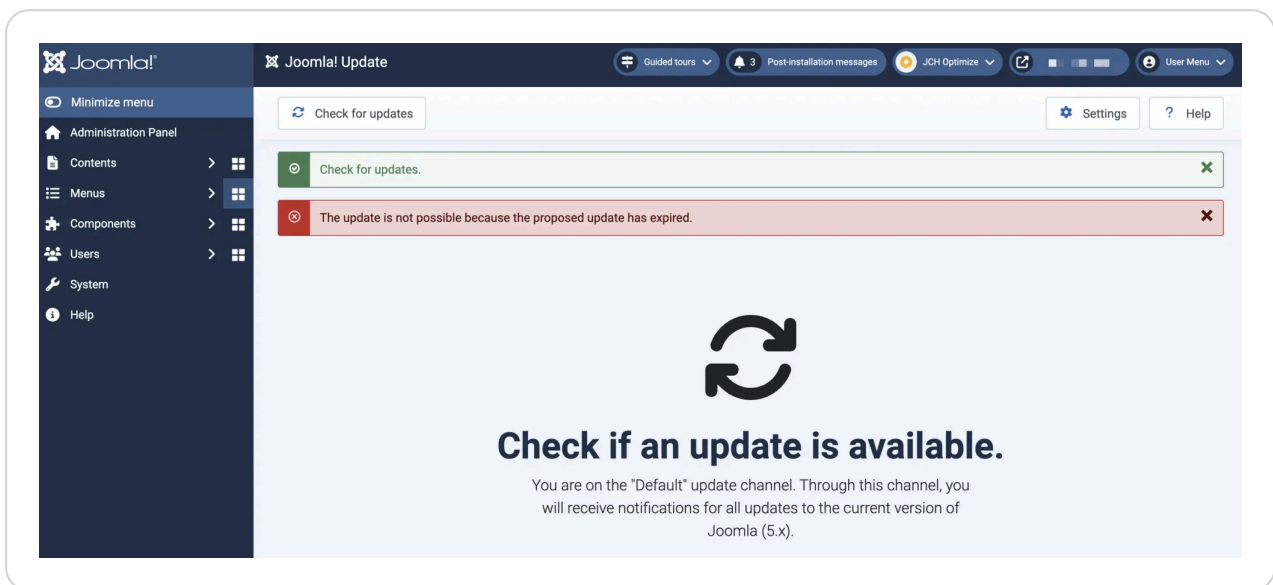 Joomla!®
Joomla! Update
Guided tours
3 Post-installation messages
JCH Optimize
User Menu
Minimize menu
Administration Panel
Contents
Menus
Components
Users
System
Help
Check for updates
Settings
? Help
Check for updates.
The update is not possible because the proposed update has expired.
Check if an update is available.
You are on the "Default" update channel. Through this channel, you
will receive notifications for all updates to the current version of
Joomla (5.x).